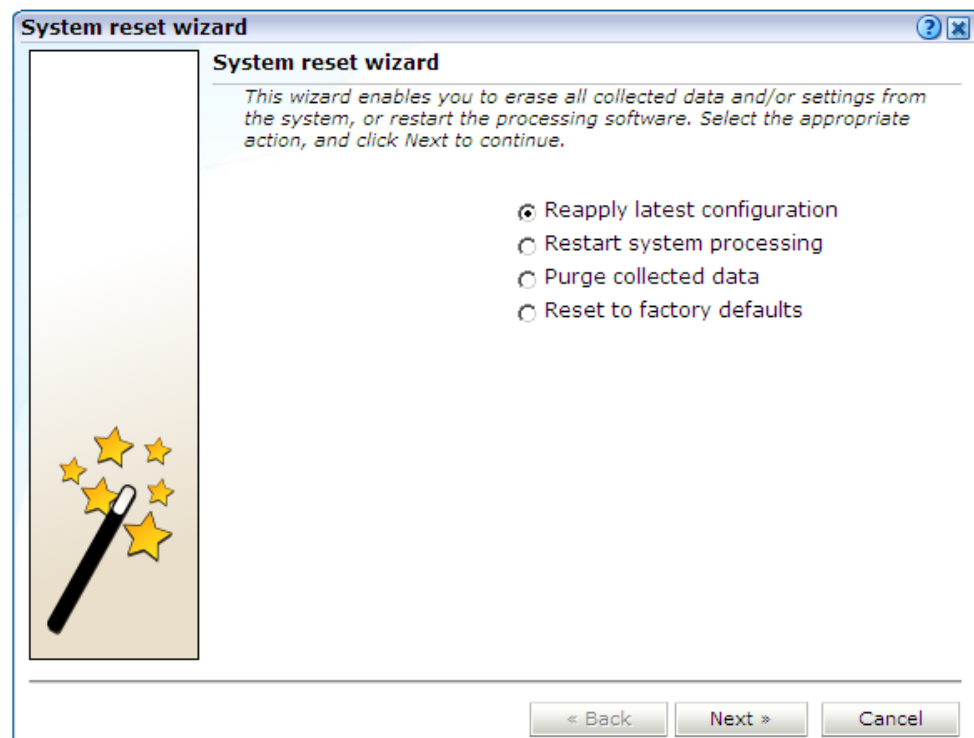 System reset wizard
?
System reset wizard
This wizard enables you to erase all collected data and/or settings from
the system, or restart the processing software. Select the appropriate
action, and click Next to continue.
Reapply latest configuration
Restart system processing
Purge collected data
Reset to factory defaults
« Back
Next »
Cancel